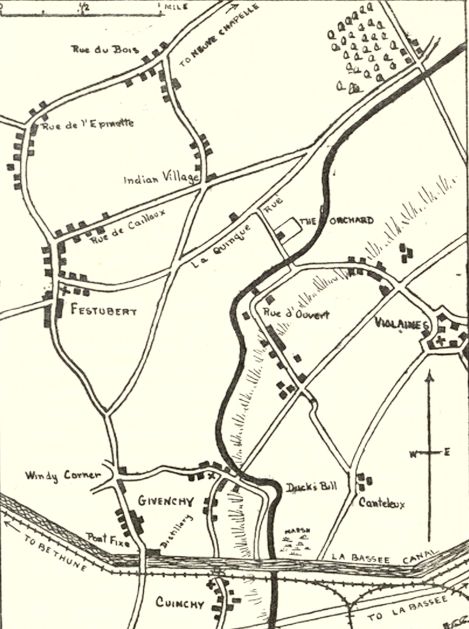 1/2
MILE
TO NEUVE CHAPELLE
Rue du Bois
Rue de l'Epinette
Indian Village
Rue de Cailloux
La Quinque Rue
THE ORCHARD
FESTUBERT
Rue d'Ouvert
VIOLAINES
W E
Windy Corner
GIVENCHY
Duck's Bill
Canteleux
Pont Fixe
Distillery
MARSH
TO BETHUNE
LA BASSEE CANAL
CUINCHY
TO LA BASSEE